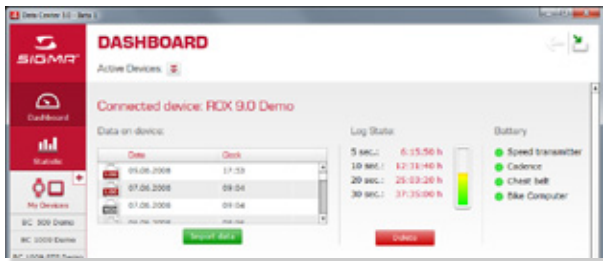 Data Center 3.0 - Beta 1
SIGMA
DASHBOARD
Active Devices:
Dashboard
Statistic
My Devices
BC 509 Demo
BC 1009 Demo
Connected device: ROX 9.0 Demo
Data on device:
Date Clock
05.06.2008 17:53
07.06.2008 09:04
07.06.2008 09:04
Import data
Log State:
5 sec.: 6:15:50 h
10 sec.: 12:31:40 h
20 sec.: 25:03:20 h
30 sec.: 37:35:00 h
Delete
Battery
Speed transmitter
Cadence
Chest belt
Bike Computer